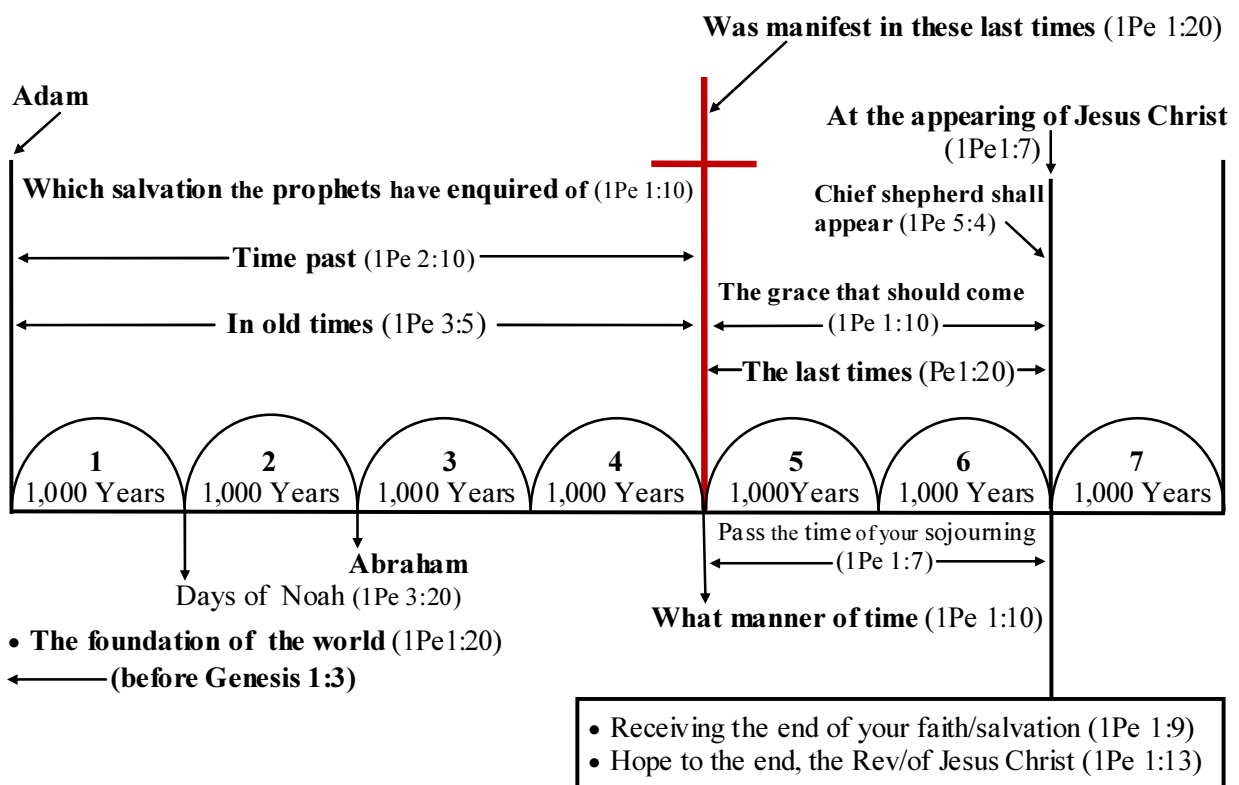 Was manifest in these last times (1Pe 1:20)
Adam
At the appearing of Jesus Christ
(1Pe1:7)
Which salvation the prophets have enquired of (1Pe 1:10)
Chief shepherd shall
appear (1Pe 5:4)
Time past (1Pe 2:10)
The grace that should come
(1Pe 1:10)
In old times (1Pe 3:5)
The last times (Pe1:20)
1
1,000 Years
2
1,000 Years
3
1,000 Years
4
1,000 Years
5
1,000Years
6
1,000 Years
7
1,000 Years
Pass the time of your sojourning
(1Pe 1:7)
Abraham
Days of Noah (1Pe 3:20)
What manner of time (1Pe 1:10)
• The foundation of the world (1Pe1:20)
(before Genesis 1:3)
• Receiving the end of your faith/salvation (1Pe 1:9)
• Hope to the end, the Rev/of Jesus Christ (1Pe 1:13)